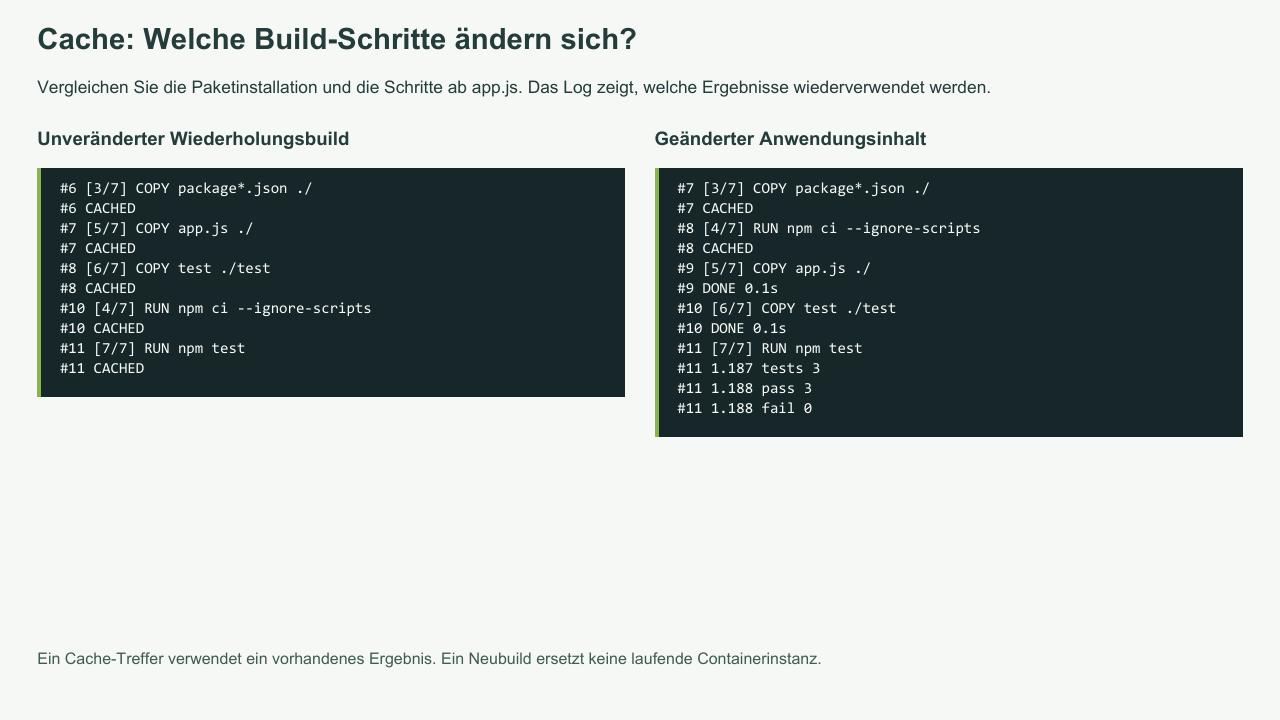 Cache: Welche Build-Schritte ändern sich?
Vergleichen Sie die Paketinstallation und die Schritte ab app.js. Das Log zeigt, welche Ergebnisse wiederverwendet werden.
Unveränderter Wiederholungsbuild
#6 [3/7] COPY package*.json ./
#6 CACHED
#7 [5/7] COPY app.js ./
#7 CACHED
#8 [6/7] COPY test ./test
#8 CACHED
#10 [4/7] RUN npm ci --ignore-scripts
#10 CACHED
#11 [7/7] RUN npm test
#11 CACHED
Geänderter Anwendungsinhalt
#7 [3/7] COPY package*.json ./
#7 CACHED
#8 [4/7] RUN npm ci --ignore-scripts
#8 CACHED
#9 [5/7] COPY app.js ./
#9 DONE 0.1s
#10 [6/7] COPY test ./test
#10 DONE 0.1s
#11 [7/7] RUN npm test
#11 1.187 tests 3
#11 1.188 pass 3
#11 1.188 fail 0
Ein Cache-Treffer verwendet ein vorhandenes Ergebnis. Ein Neubuild ersetzt keine laufende Containerinstanz.